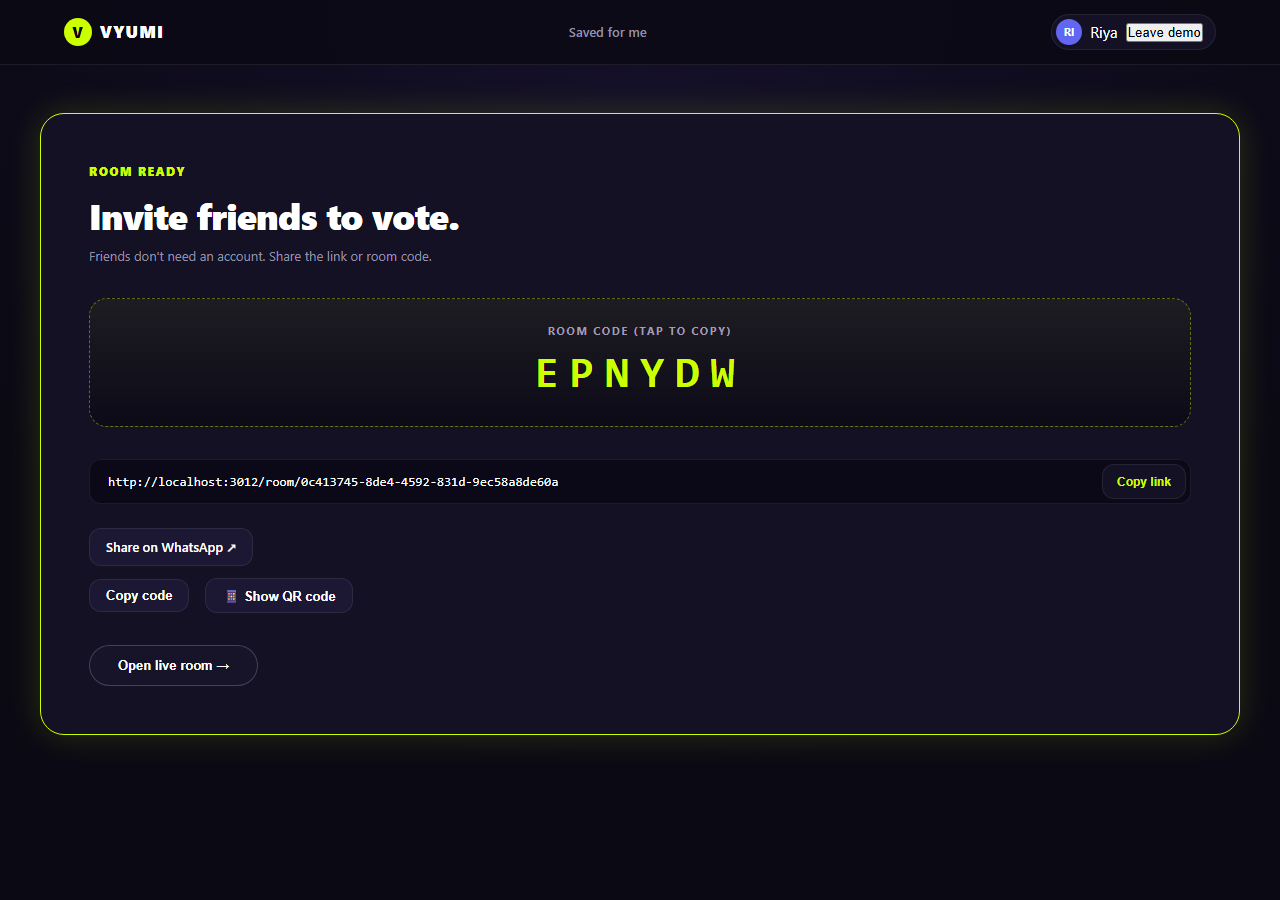 V VYUMI
Saved for me
RI Riya Leave demo
ROOM READY
Invite friends to vote.
Friends don't need an account. Share the link or room code.
ROOM CODE (TAP TO COPY)
EPNYDW
http://localhost:3012/room/0c413745-8de4-4592-831d-9ec58a8de60a
Copy link
Share on WhatsApp ↗
Copy code
Show QR code
Open live room →